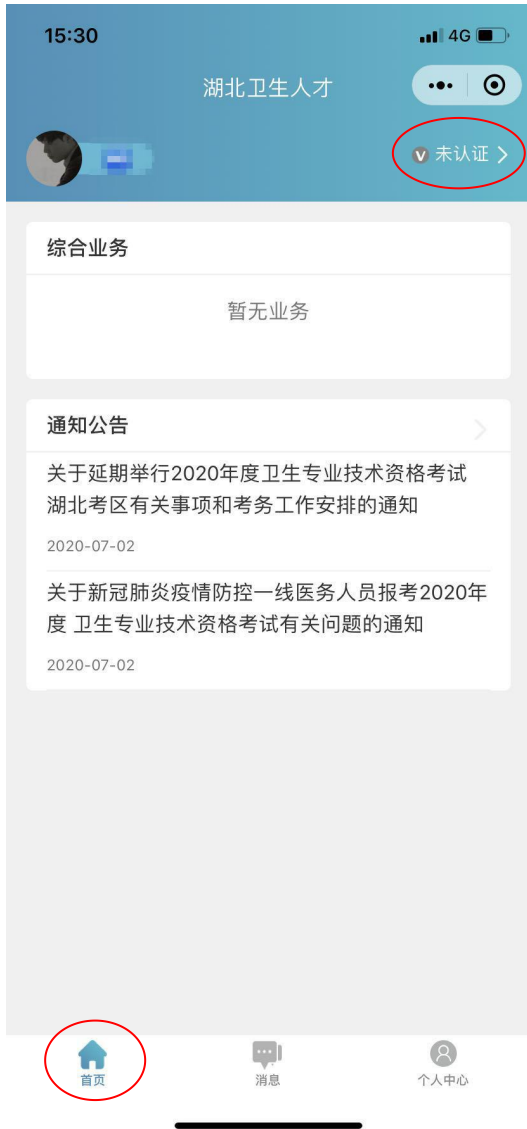 15:30
4G
湖北卫生人才
V 未认证
综合业务
暂无业务
通知公告
关于延期举行2020年度卫生专业技术资格考试
湖北考区有关事项和考务工作安排的通知
2020-07-02
关于新冠肺炎疫情防控一线医务人员报考2020年
度 卫生专业技术资格考试有关问题的通知
2020-07-02
首页
消息
个人中心